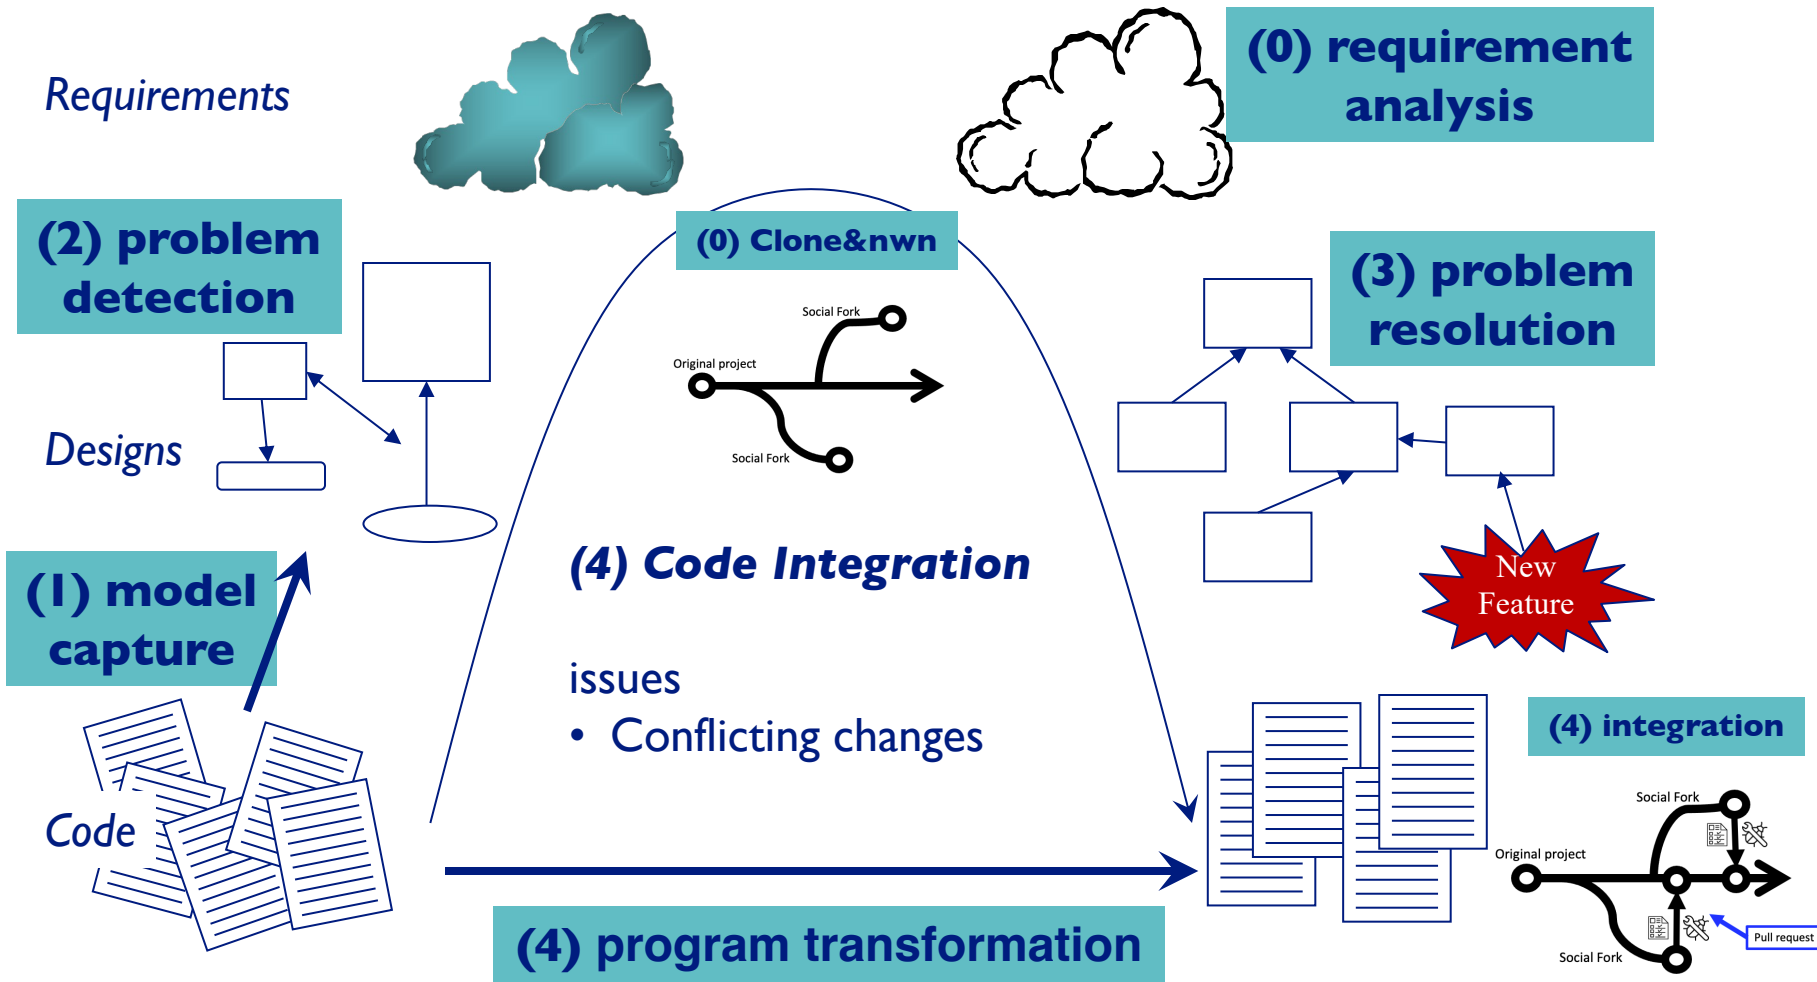 Requirements
(0) requirement
analysis
(2) problem
detection
(0) Clone&nwn
(3) problem
resolution
Social Fork
Original project
Social Fork
Designs
(4) Code Integration
New
Feature
(1) model
capture
issues
• Conflicting changes
(4) integration
Code
Social Fork
Original project
Pull request
Social Fork
(4) program transformation